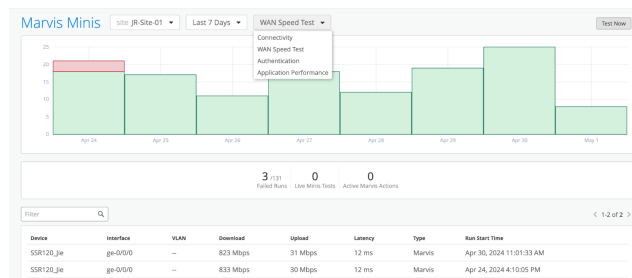 Marvis Minis site JR-Site-01 Last 7 Days WAN Speed Test Test Now
Connectivity
WAN Speed Test
Authentication
Application Performance
25
20
15
10
5
0
Apr 24 Apr 25 Apr 26 Apr 27 Apr 28 Apr 29 Apr 30 May 1
3 /131 0 0
Failed Runs Live Minis Tests Active Marvis Actions
Filter 1-2 of 2
Device Interface VLAN Download Upload Latency Type Run Start Time
SSR120_Jie ge-0/0/0 -- 823 Mbps 31 Mbps 12 ms Marvis Apr 30, 2024 11:01:33 AM
SSR120_Jie ge-0/0/0 -- 833 Mbps 30 Mbps 12 ms Marvis Apr 24, 2024 4:10:05 PM